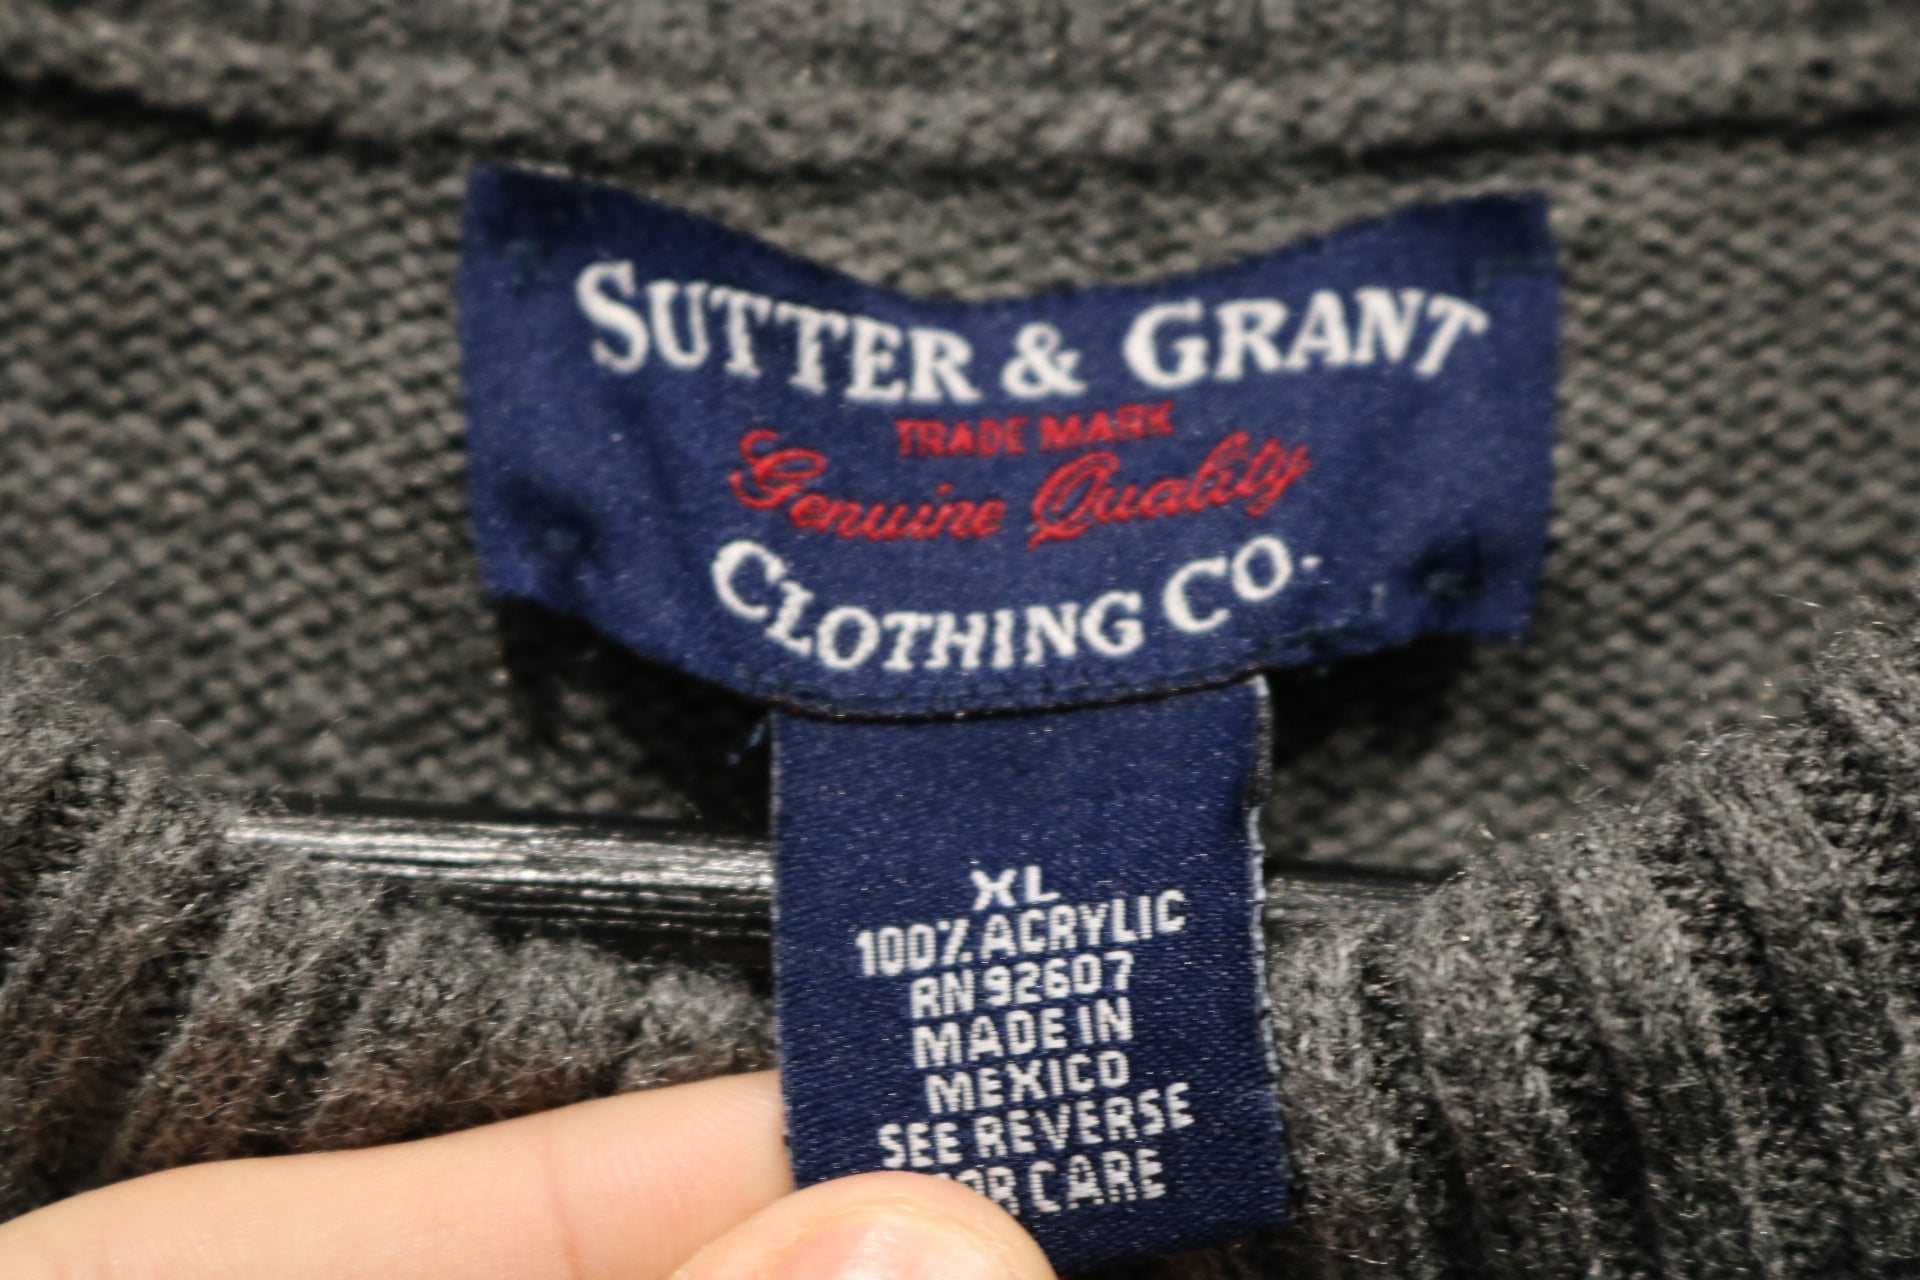 SUTTER & GRANT
TRADE MARK
Genuine Quality
CLOTHING CO.
XL
100% ACRYLIC
RN 92607
MADE IN
MEXICO
SEE REVERSE
CARE